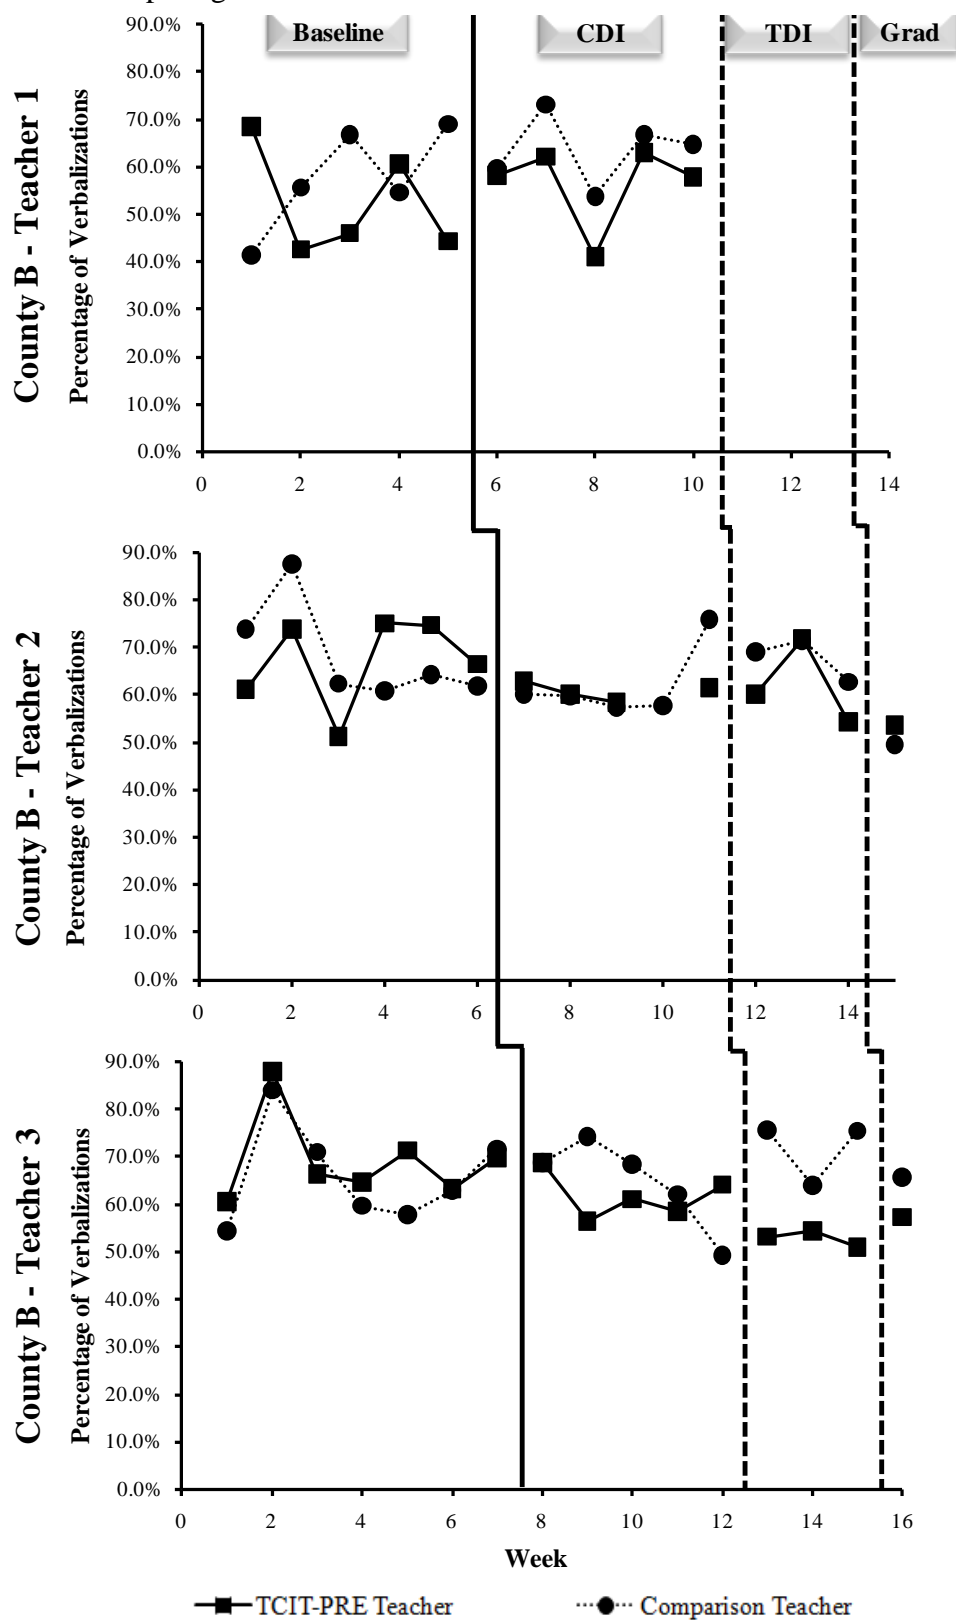 Baseline CDI TDI Grad
County B - Teacher 1
Percentage of Verbalizations
90.0%
80.0%
70.0%
60.0%
50.0%
40.0%
30.0%
20.0%
10.0%
0.0%
0 2 4 6 8 10 12 14
County B - Teacher 2
Percentage of Verbalizations
90.0%
80.0%
70.0%
60.0%
50.0%
40.0%
30.0%
20.0%
10.0%
0.0%
0 2 4 6 8 10 12 14
County B - Teacher 3
Percentage of Verbalizations
90.0%
80.0%
70.0%
60.0%
50.0%
40.0%
30.0%
20.0%
10.0%
0.0%
0 2 4 6 8 10 12 14 16
Week
TCIT-PRE Teacher Comparison Teacher